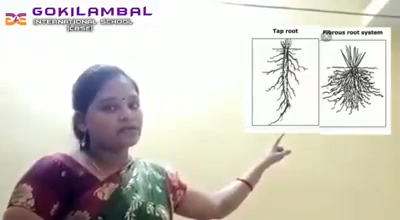 GOKILAMBAL
INTERNATIONAL SCHOOL
[CBSE]
Tap root
Fibrous root system